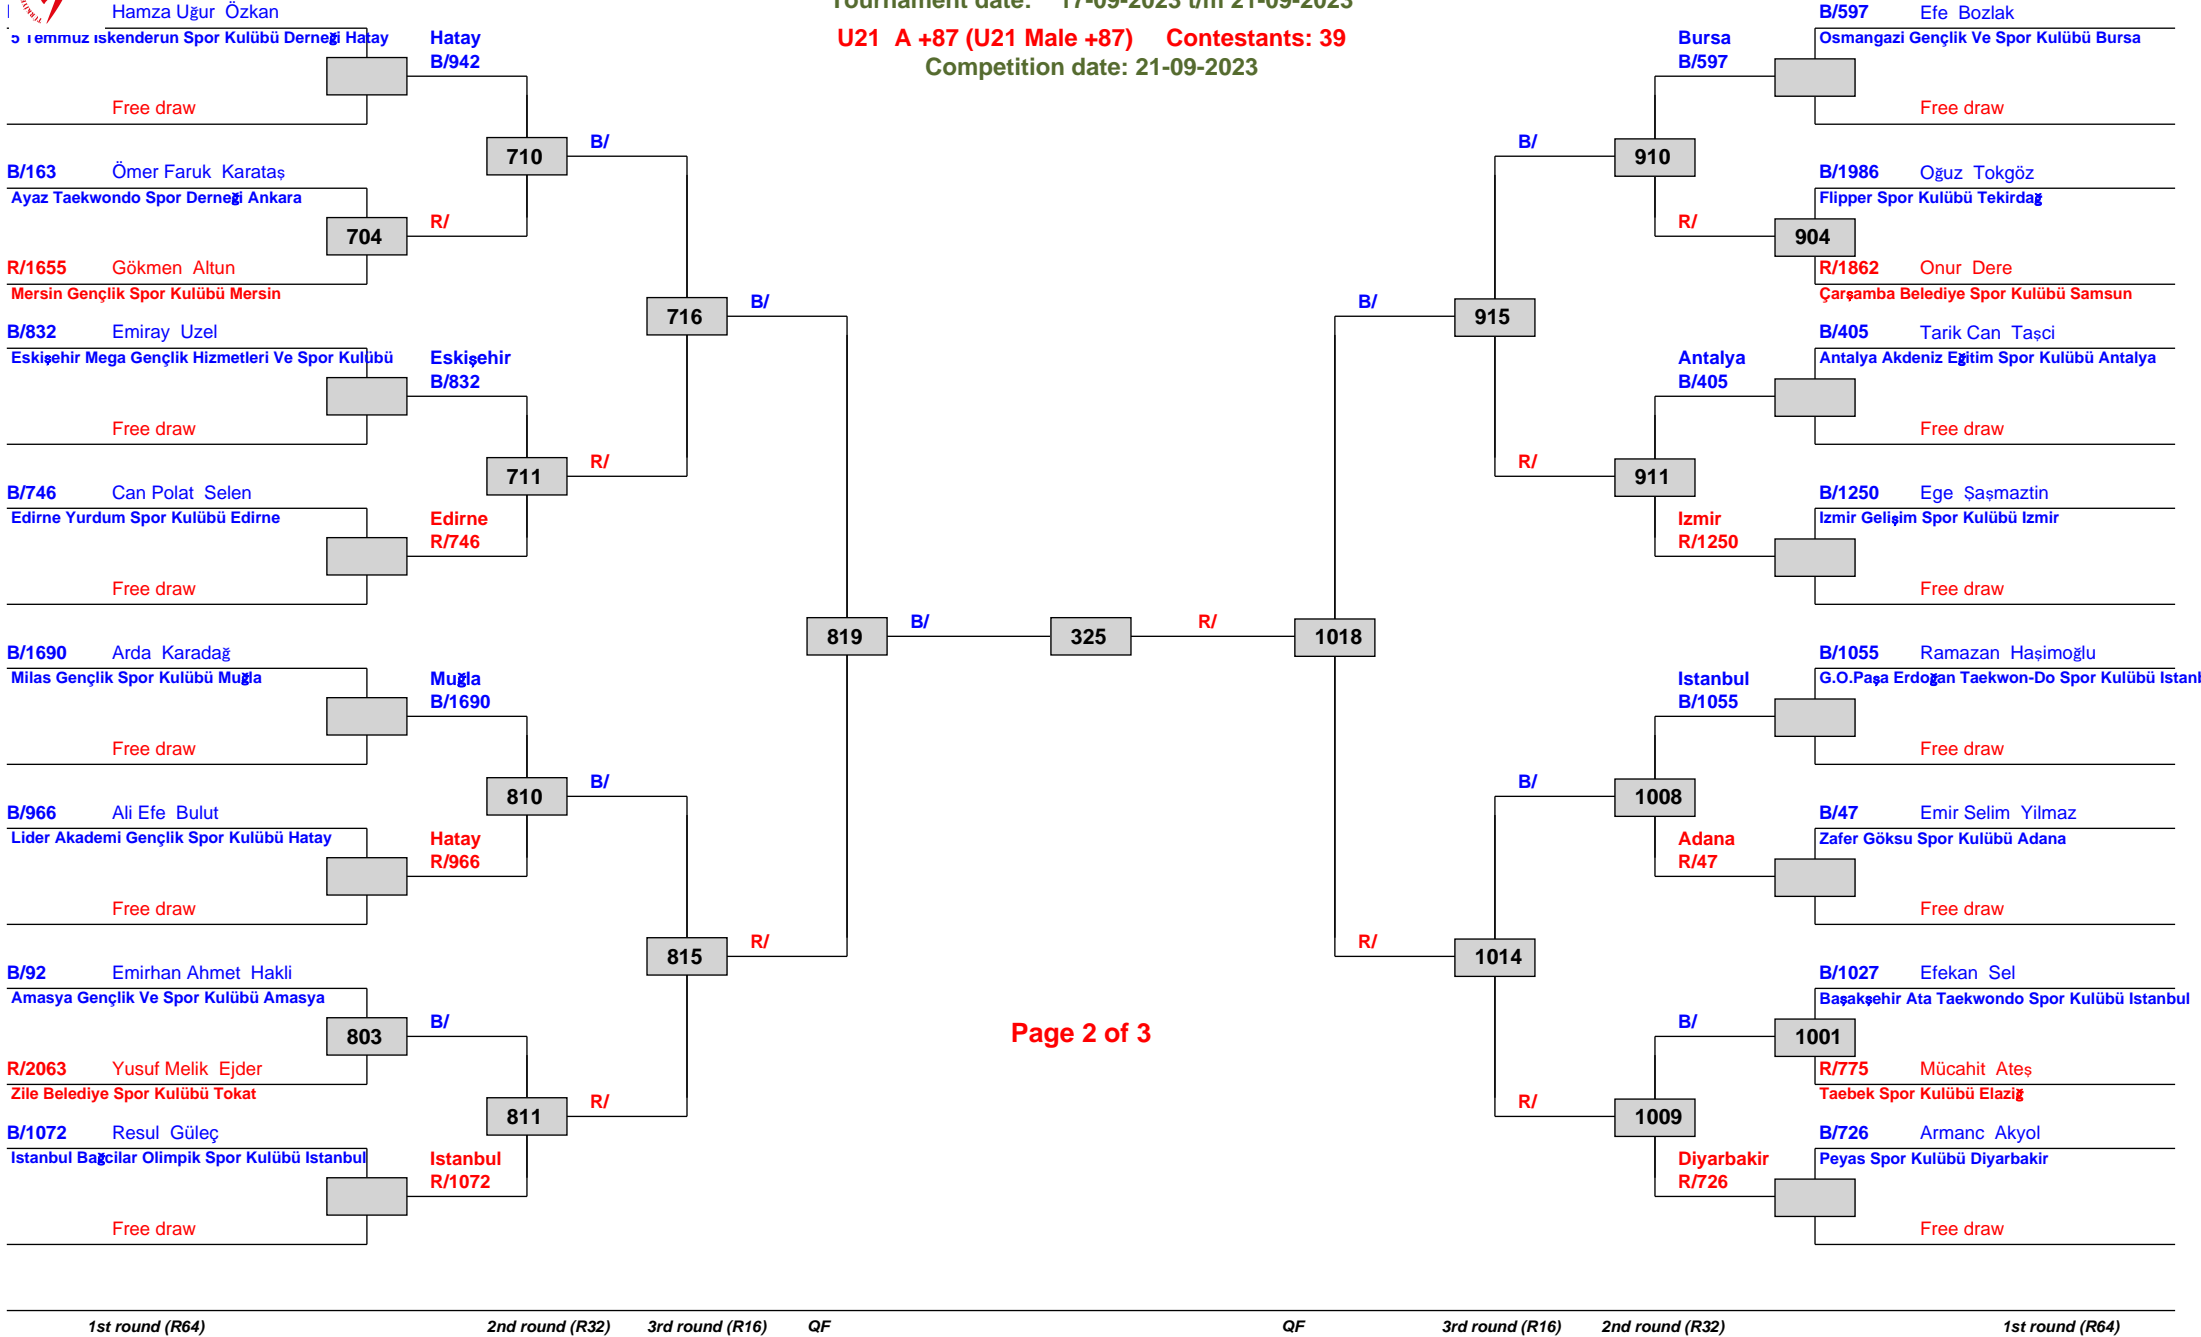 Tournament date: 17-09-2023 t/m 21-09-2023
U21 A +87 (U21 Male +87) Contestants: 39
Competition date: 21-09-2023
Hamza Uğur Özkan
5 Temmuz Iskenderun Spor Kulübü Derneği Hatay
Hatay
B/942
Free draw
710
B/
B/163 Ömer Faruk Karataş
Ayaz Taekwondo Spor Derneği Ankara
704
R/
R/1655 Gökmen Altun
Mersin Gençlik Spor Kulübü Mersin
716
B/
B/832 Emiray Uzel
Eskişehir Mega Gençlik Hizmetleri Ve Spor Kulübü
Eskişehir
B/832
Free draw
711
R/
B/746 Can Polat Selen
Edirne Yurdum Spor Kulübü Edirne
Edirne
R/746
Free draw
819
B/
325
R/
1018
B/1690 Arda Karadağ
Milas Gençlik Spor Kulübü Muğla
Muğla
B/1690
Free draw
810
B/
B/966 Ali Efe Bulut
Lider Akademi Gençlik Spor Kulübü Hatay
Hatay
R/966
Free draw
815
R/
B/92 Emirhan Ahmet Hakli
Amasya Gençlik Ve Spor Kulübü Amasya
803
B/
R/2063 Yusuf Melik Ejder
Zile Belediye Spor Kulübü Tokat
811
R/
B/1072 Resul Güleç
Istanbul Bağcilar Olimpik Spor Kulübü Istanbul
Istanbul
R/1072
Free draw
Page 2 of 3
B/597 Efe Bozlak
Osmangazi Gençlik Ve Spor Kulübü Bursa
Bursa
B/597
Free draw
B/
910
B/1986 Oğuz Tokgöz
Flipper Spor Kulübü Tekirdağ
R/
904
R/1862 Onur Dere
Çarşamba Belediye Spor Kulübü Samsun
B/
915
B/405 Tarik Can Taşci
Antalya Akdeniz Eğitim Spor Kulübü Antalya
Antalya
B/405
Free draw
R/
911
B/1250 Ege Şaşmaztin
Izmir Gelişim Spor Kulübü Izmir
Izmir
R/1250
Free draw
B/1055 Ramazan Haşimoğlu
G.O.Paşa Erdoğan Taekwon-Do Spor Kulübü Istanb
Istanbul
B/1055
Free draw
B/
1008
B/47 Emir Selim Yilmaz
Zafer Göksu Spor Kulübü Adana
Adana
R/47
Free draw
R/
1014
B/1027 Efekan Sel
Başakşehir Ata Taekwondo Spor Kulübü Istanbul
B/
1001
R/775 Mücahit Ateş
Taebek Spor Kulübü Elaziğ
R/
1009
B/726 Armanc Akyol
Peyas Spor Kulübü Diyarbakir
Diyarbakir
R/726
Free draw
1st round (R64) 2nd round (R32) 3rd round (R16) QF QF 3rd round (R16) 2nd round (R32) 1st round (R64)